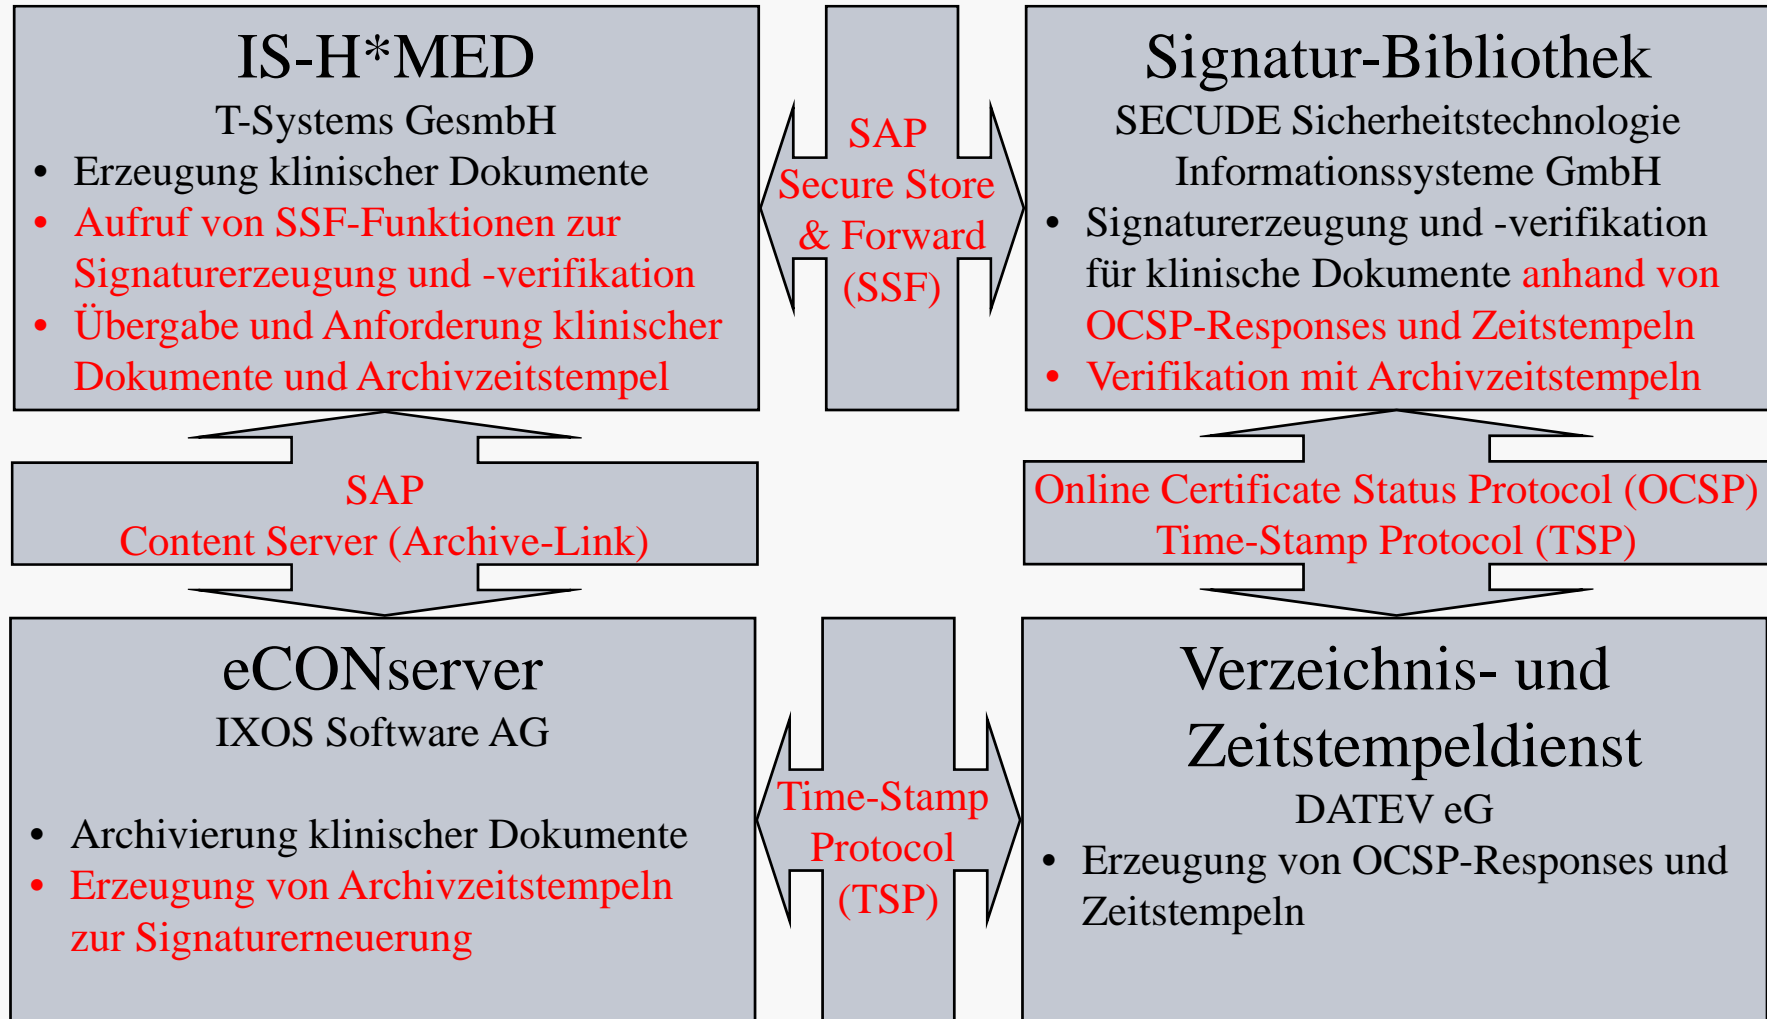 IS-H*MED
T-Systems GesmbH
• Erzeugung klinischer Dokumente
• Aufruf von SSF-Funktionen zur
Signaturerzeugung und -verifikation
• Übergabe und Anforderung klinischer
Dokumente und Archivzeitstempel
SAP
Secure Store
& Forward
(SSF)
Signatur-Bibliothek
SECUDE Sicherheitstechnologie
Informationssysteme GmbH
• Signaturerzeugung und -verifikation
für klinische Dokumente anhand von
OCSP-Responses und Zeitstempeln
• Verifikation mit Archivzeitstempeln
SAP
Content Server (Archive-Link)
Online Certificate Status Protocol (OCSP)
Time-Stamp Protocol (TSP)
eCONserver
IXOS Software AG
• Archivierung klinischer Dokumente
• Erzeugung von Archivzeitstempeln
zur Signaturerneuerung
Time-Stamp
Protocol
(TSP)
Verzeichnis- und
Zeitstempeldienst
DATEV eG
• Erzeugung von OCSP-Responses und
Zeitstempeln